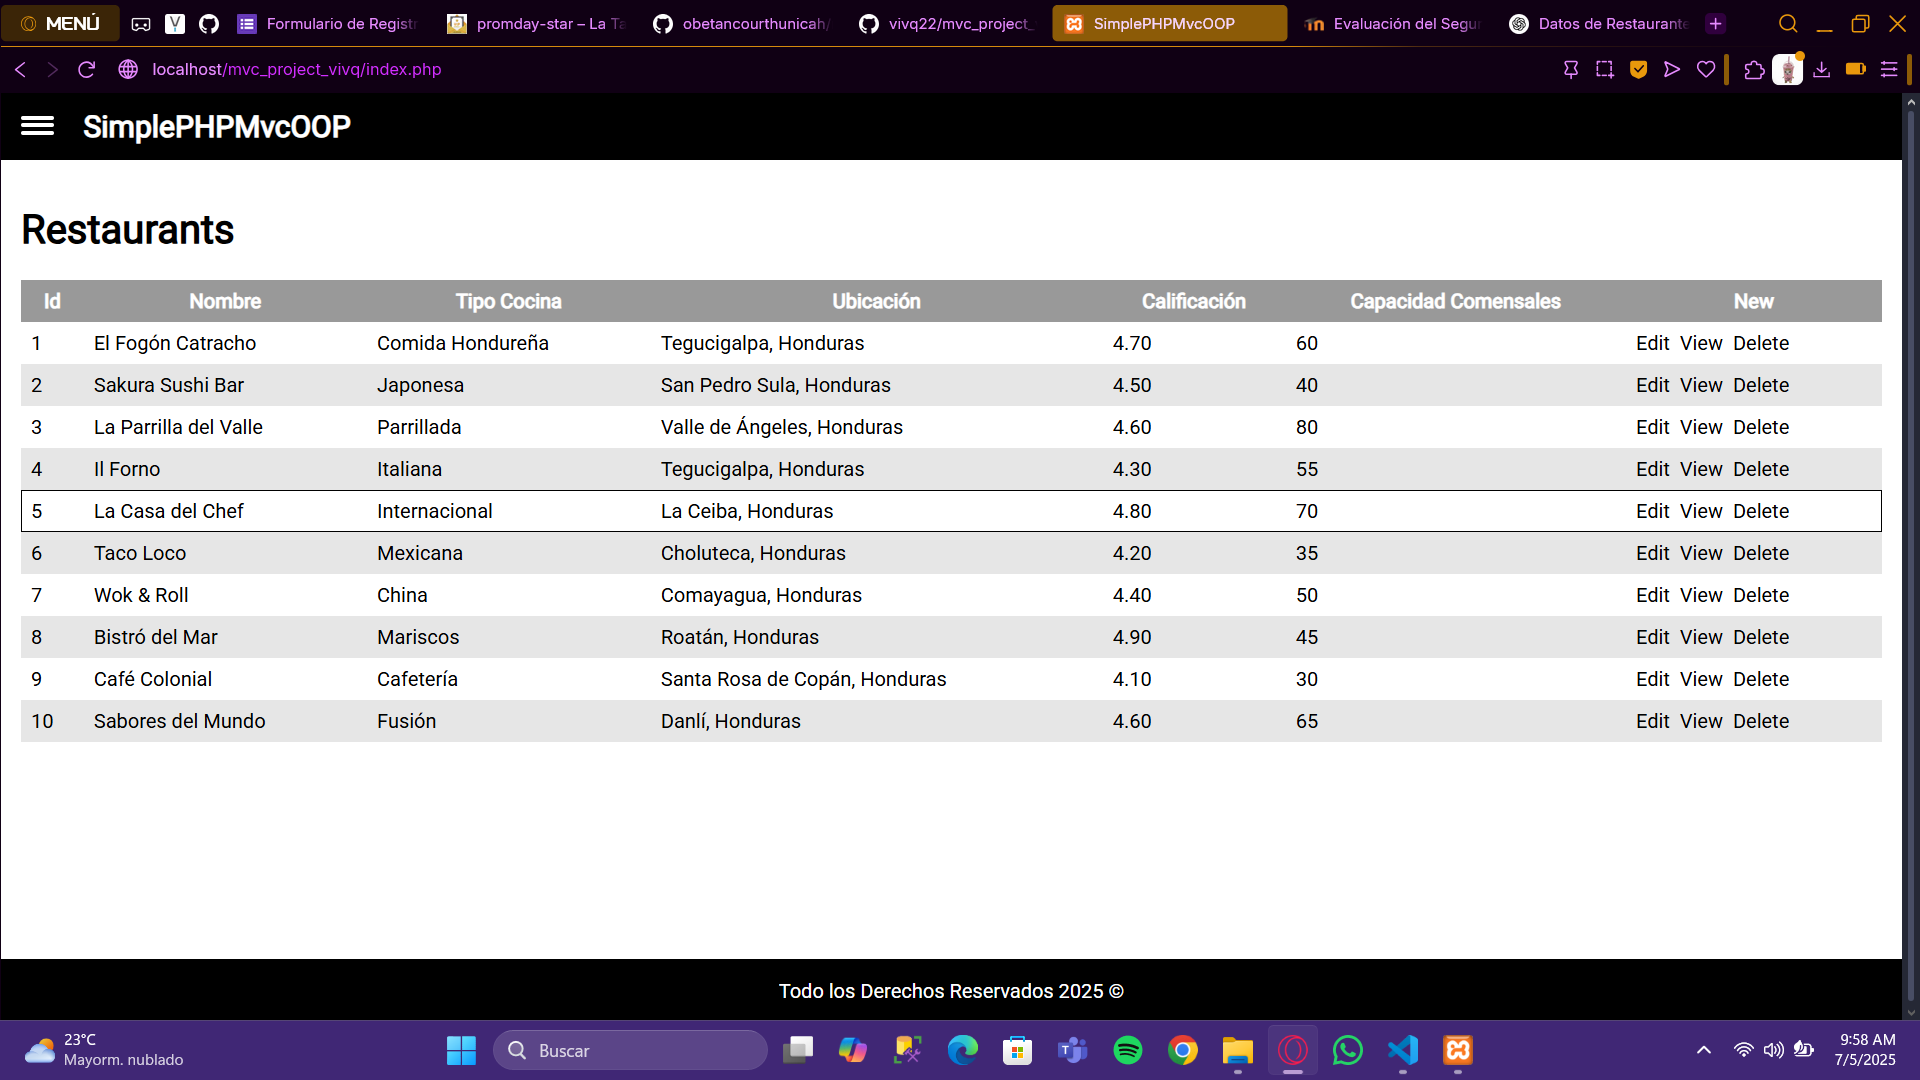 MENÚ
Formulario de Registr
promday-star – La Ta
obetancourthunicah/
vivq22/mvc_project_
SimplePHPMvcOOP
Evaluación del Segur
Datos de Restaurante
localhost/mvc_project_vivq/index.php
SimplePHPMvcOOP
Restaurants
Id Nombre Tipo Cocina Ubicación Calificación Capacidad Comensales New
1 El Fogón Catracho Comida Hondureña Tegucigalpa, Honduras 4.70 60 Edit View Delete
2 Sakura Sushi Bar Japonesa San Pedro Sula, Honduras 4.50 40 Edit View Delete
3 La Parrilla del Valle Parrillada Valle de Ángeles, Honduras 4.60 80 Edit View Delete
4 Il Forno Italiana Tegucigalpa, Honduras 4.30 55 Edit View Delete
5 La Casa del Chef Internacional La Ceiba, Honduras 4.80 70 Edit View Delete
6 Taco Loco Mexicana Choluteca, Honduras 4.20 35 Edit View Delete
7 Wok & Roll China Comayagua, Honduras 4.40 50 Edit View Delete
8 Bistró del Mar Mariscos Roatán, Honduras 4.90 45 Edit View Delete
9 Café Colonial Cafetería Santa Rosa de Copán, Honduras 4.10 30 Edit View Delete
10 Sabores del Mundo Fusión Danlí, Honduras 4.60 65 Edit View Delete
Todo los Derechos Reservados 2025 ©
23°C
Mayorm. nublado
Buscar
9:58 AM
7/5/2025